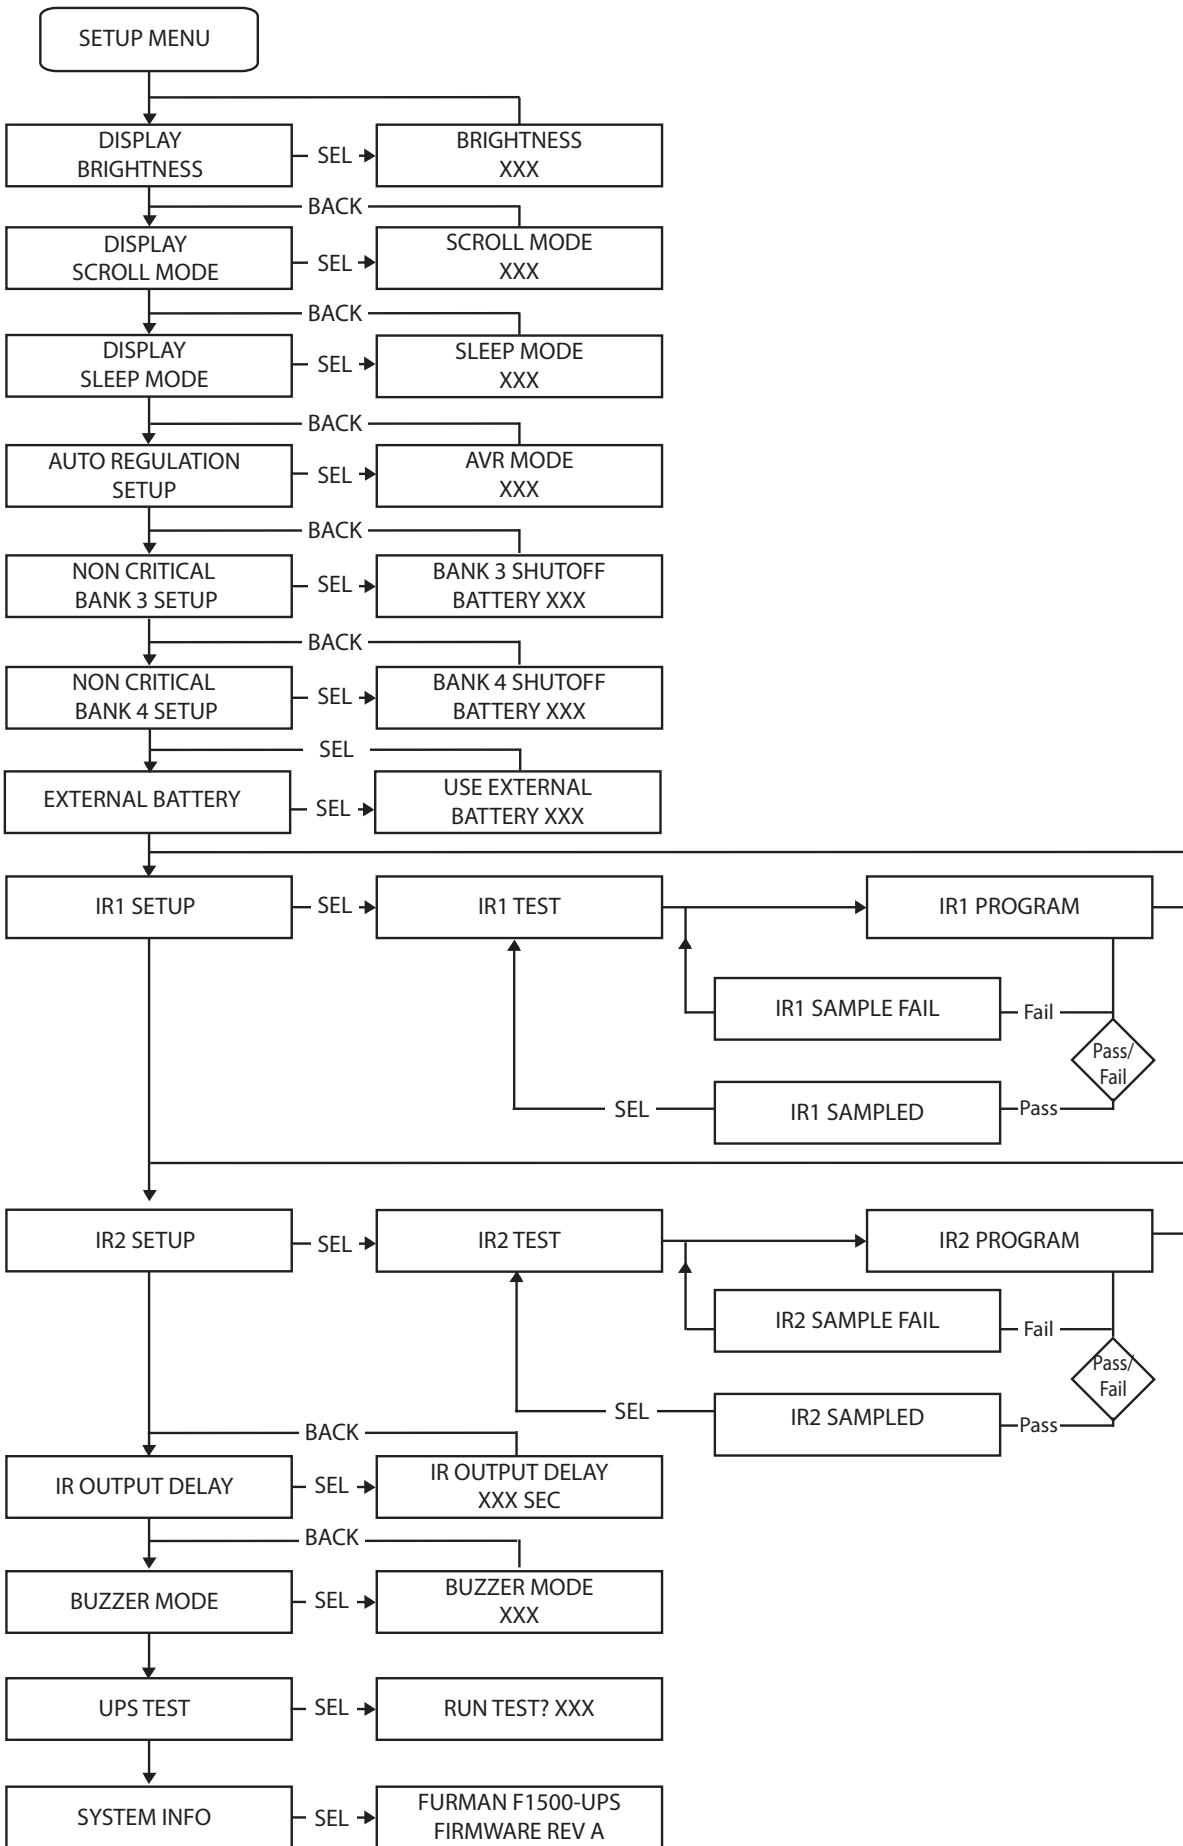 SETUP MENU
DISPLAY
BRIGHTNESS
SEL
BRIGHTNESS
XXX
BACK
DISPLAY
SCROLL MODE
SEL
SCROLL MODE
XXX
BACK
DISPLAY
SLEEP MODE
SEL
SLEEP MODE
XXX
BACK
AUTO REGULATION
SETUP
SEL
AVR MODE
XXX
BACK
NON CRITICAL
BANK 3 SETUP
SEL
BANK 3 SHUTOFF
BATTERY XXX
BACK
NON CRITICAL
BANK 4 SETUP
SEL
BANK 4 SHUTOFF
BATTERY XXX
SEL
EXTERNAL BATTERY
SEL
USE EXTERNAL
BATTERY XXX
IR1 SETUP
SEL
IR1 TEST
IR1 PROGRAM
IR1 SAMPLE FAIL
Fail
Pass/
Fail
SEL
IR1 SAMPLED
Pass
IR2 SETUP
SEL
IR2 TEST
IR2 PROGRAM
IR2 SAMPLE FAIL
Fail
Pass/
Fail
SEL
IR2 SAMPLED
Pass
BACK
IR OUTPUT DELAY
SEL
IR OUTPUT DELAY
XXX SEC
BACK
BUZZER MODE
SEL
BUZZER MODE
XXX
UPS TEST
SEL
RUN TEST? XXX
SYSTEM INFO
SEL
FURMAN F1500-UPS
FIRMWARE REV A